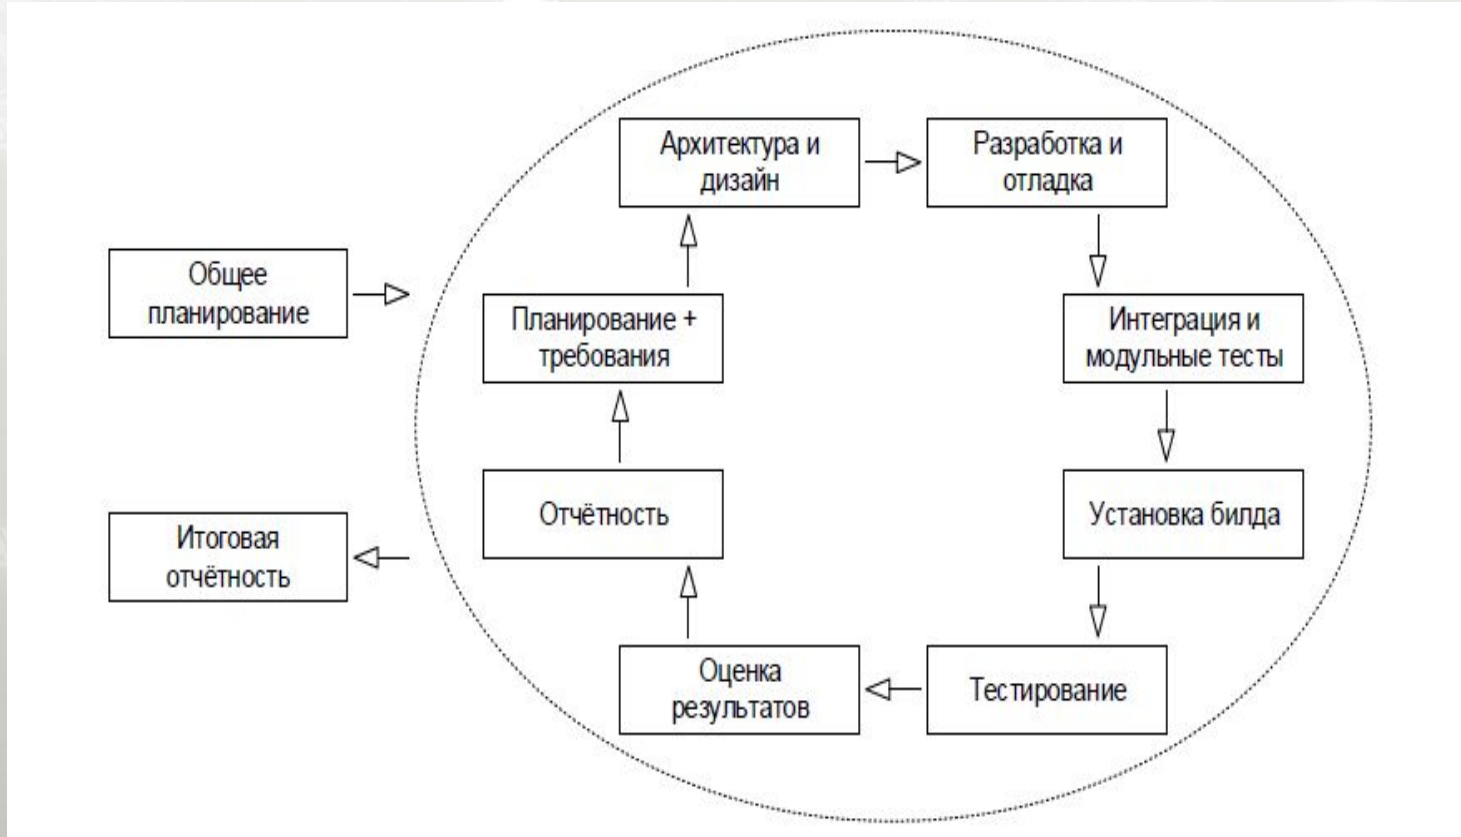 Архитектура и
дизайн
Разработка и
отладка
Общее
планирование
Планирование +
требования
Интеграция и
модульные тесты
Отчётность
Установка билда
Итоговая
отчётность
Оценка
результатов
Тестирование